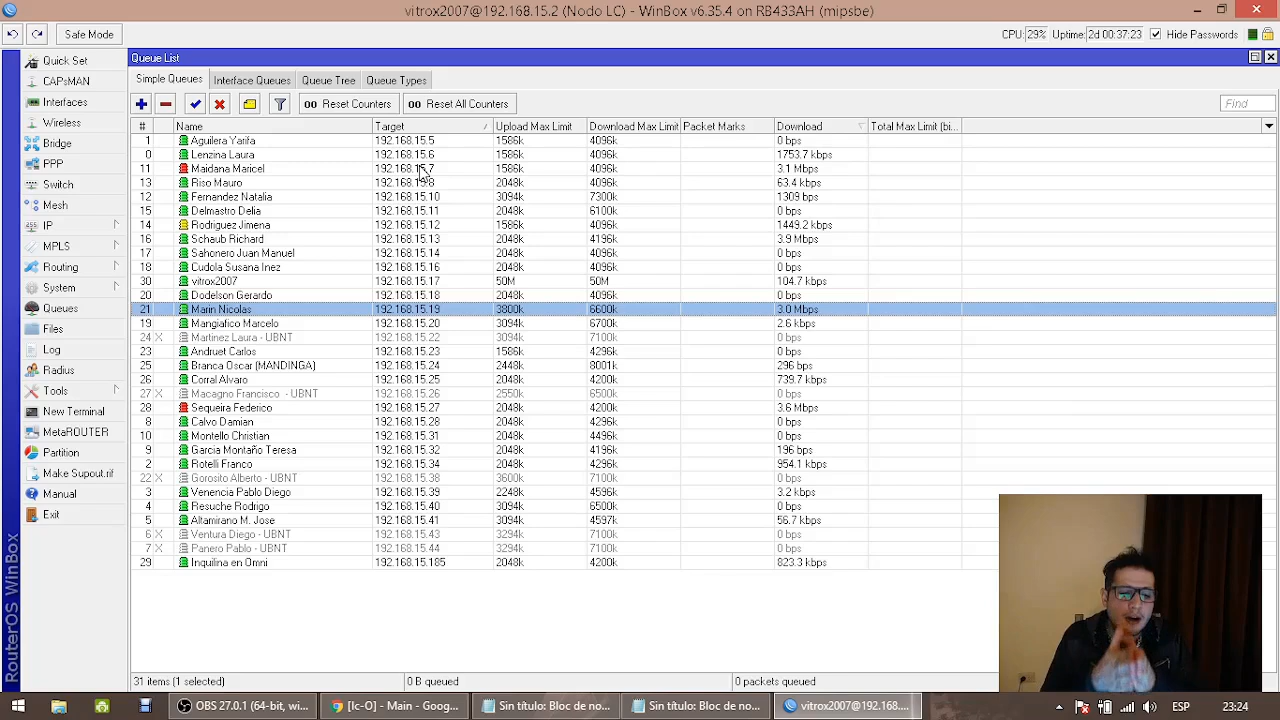 vitrox2007@192.168.15.2 (Nodo LC) - WinBox v6.35.4 on RB433AH (mipsbe)
Safe Mode
CPU: 29% Uptime: 2d 00:37:23 Hide Passwords
Queue List
Simple Queues Interface Queues Queue Tree Queue Types
00 Reset Counters 00 Reset All Counters Find
# Name Target Upload Max Limit Download Max Limit Packet Marks Download Total Max Limit (bi...
1 Aguilera Yarifa 192.168.15.5 1586k 4096k 0 bps
0 Lenzina Laura 192.168.15.6 1586k 4096k 1753.7 kbps
11 Maidana Maricel 192.168.15.7 1586k 4096k 3.1 Mbps
13 Riso Mauro 192.168.15.8 2048k 4096k 63.4 kbps
12 Fernandez Natalia 192.168.15.10 3094k 7300k 1309 bps
15 Delmastro Delia 192.168.15.11 2048k 6100k 0 bps
14 Rodriguez Jimena 192.168.15.12 1586k 4096k 1449.2 kbps
16 Schaub Richard 192.168.15.13 2048k 4196k 3.9 Mbps
17 Sahonero Juan Manuel 192.168.15.14 2048k 4096k 0 bps
18 Cudola Susana Inez 192.168.15.16 2048k 4096k 0 bps
30 vitrox2007 192.168.15.17 50M 50M 104.7 kbps
20 Dodelson Gerardo 192.168.15.18 2048k 4096k 0 bps
21 Marin Nicolas 192.168.15.19 3800k 6600k 3.0 Mbps
19 Mangiafico Marcelo 192.168.15.20 3094k 6700k 2.6 kbps
24 X Martinez Laura - UBNT 192.168.15.22 3094k 7100k 0 bps
23 Andruet Carlos 192.168.15.23 1586k 4296k 0 bps
25 Branca Oscar (MANDINGA) 192.168.15.24 2448k 8001k 296 bps
26 Corral Alvaro 192.168.15.25 2048k 4200k 739.7 kbps
27 X Macagno Francisco - UBNT 192.168.15.26 2550k 6500k 0 bps
28 Sequeira Federico 192.168.15.27 2048k 4200k 3.6 Mbps
8 Calvo Damian 192.168.15.28 2048k 4296k 0 bps
10 Montello Christian 192.168.15.31 2048k 4496k 0 bps
9 Garcia Montaño Teresa 192.168.15.32 2048k 4096k 196 bps
2 Rotelli Franco 192.168.15.34 2048k 4296k 954.1 kbps
22 X Gorosito Alberto - UBNT 192.168.15.38 3600k 7100k 0 bps
3 Venencia Pablo Diego 192.168.15.39 2248k 4596k 3.2 kbps
4 Resuche Rodrigo 192.168.15.40 3094k 6500k 0 bps
5 Altamirano M. Jose 192.168.15.41 3094k 4597k 56.7 kbps
6 X Ventura Diego - UBNT 192.168.15.43 3294k 7100k 0 bps
7 X Panero Pablo - UBNT 192.168.15.44 3294k 7100k 0 bps
29 Inquilina en Omni 192.168.15.185 2048k 4200k 823.3 kbps
31 items (1 selected) 0 B queued 0 packets queued
Quick Set
CAPsMAN
Interfaces
Wireless
Bridge
PPP
Switch
Mesh
IP
MPLS
Routing
System
Queues
Files
Log
Radius
Tools
New Terminal
MetaROUTER
Partition
Make Supout.rif
Manual
Exit
RouterOS WinBox
OBS 27.0.1 (64-bit, wi... [Ic-O] - Main - Goog... Sin título: Bloc de no... Sin título: Bloc de no... vitrox2007@192.168... ESP 23:24